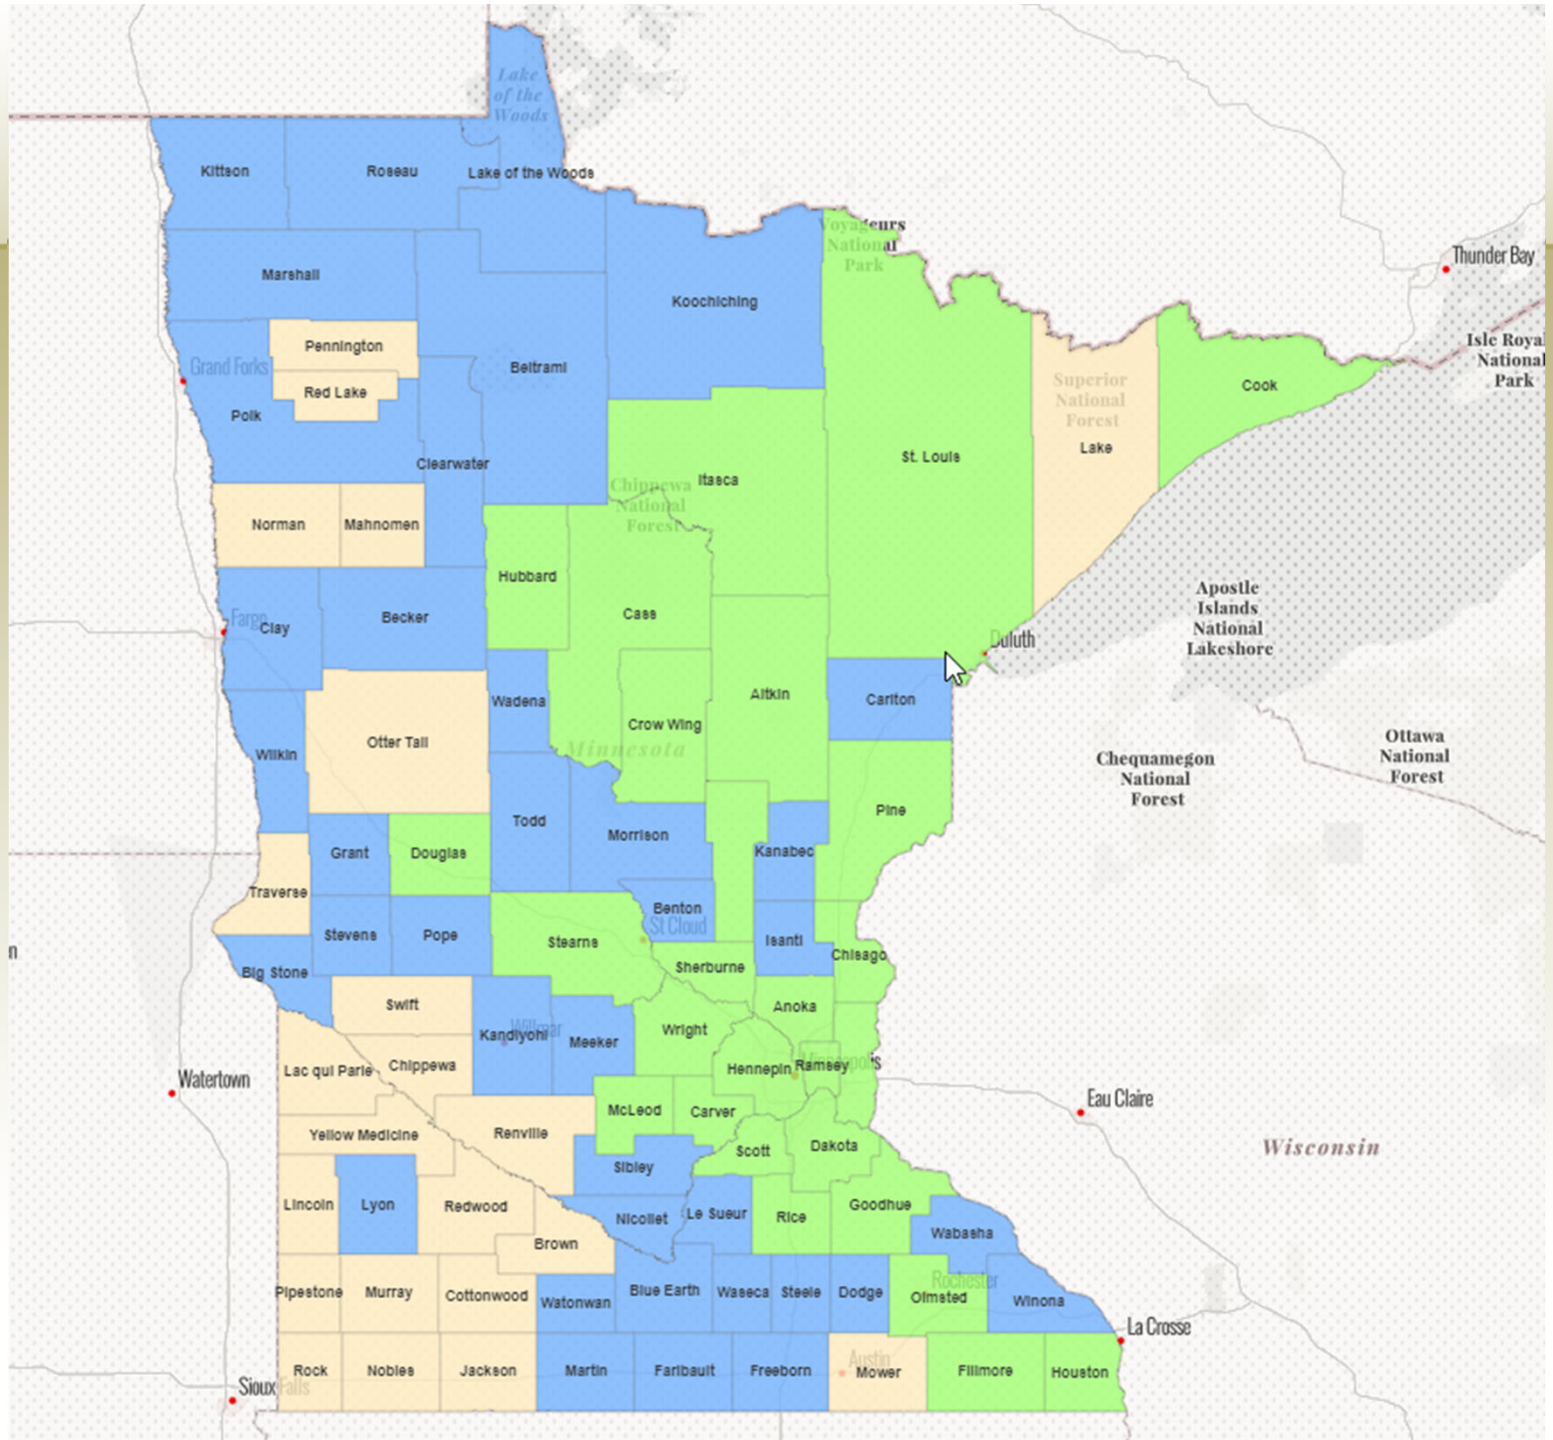 Lake
of the
Woods
Kittson
Roseau
Lake of the Woods
Voyageurs
National
Park
Thunder Bay
Marshall
Koochiching
Isle Royal
National
Park
Pennington
Grand Forks
Beltrami
Red Lake
Superior
National
Forest
Cook
Polk
Lake
St. Louis
Clearwater
Itasca
Chippewa
National
Forest
Norman
Mahnomen
Hubbard
Apostle
Islands
National
Lakeshore
Cass
Becker
Fargo
Clay
Duluth
Wadena
Aitkin
Carlton
Crow Wing
Otter Tail
Minnesota
Wilkin
Ottawa
National
Forest
Chequamegon
National
Forest
Pine
Todd
Morrison
Grant
Douglas
Kanabec
Traverse
Benton
St Cloud
Stevens
Pope
Stearns
Isanti
Chisago
n
Big Stone
Sherburne
Swift
Anoka
Willmar
Kandiyohi
Meeker
Wright
Lac qui Parle
Chippewa
Hennepin
Ramsey
Minneapolis
Watertown
Eau Claire
McLeod
Carver
Yellow Medicine
Renville
Scott
Dakota
Wisconsin
Sibley
Lincoln
Lyon
Redwood
Nicollet
Le Sueur
Rice
Goodhue
Wabasha
Brown
Rochester
Pipestone
Murray
Cottonwood
Watonwan
Blue Earth
Waseca
Steele
Dodge
Olmsted
Winona
La Crosse
Rock
Nobles
Jackson
Martin
Faribault
Freeborn
Austin
Mower
Fillmore
Houston
Sioux Falls